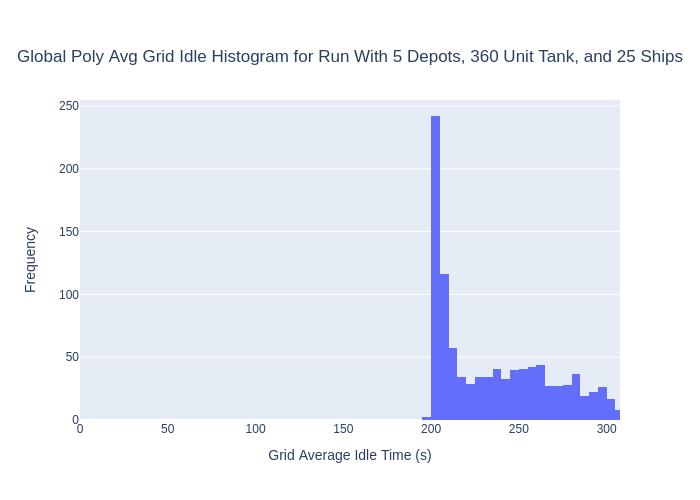 Global Poly Avg Grid Idle Histogram for Run With 5 Depots, 360 Unit Tank, and 25 Ships
250
200
150
100
50
0
Frequency
0 50 100 150 200 250 300
Grid Average Idle Time (s)